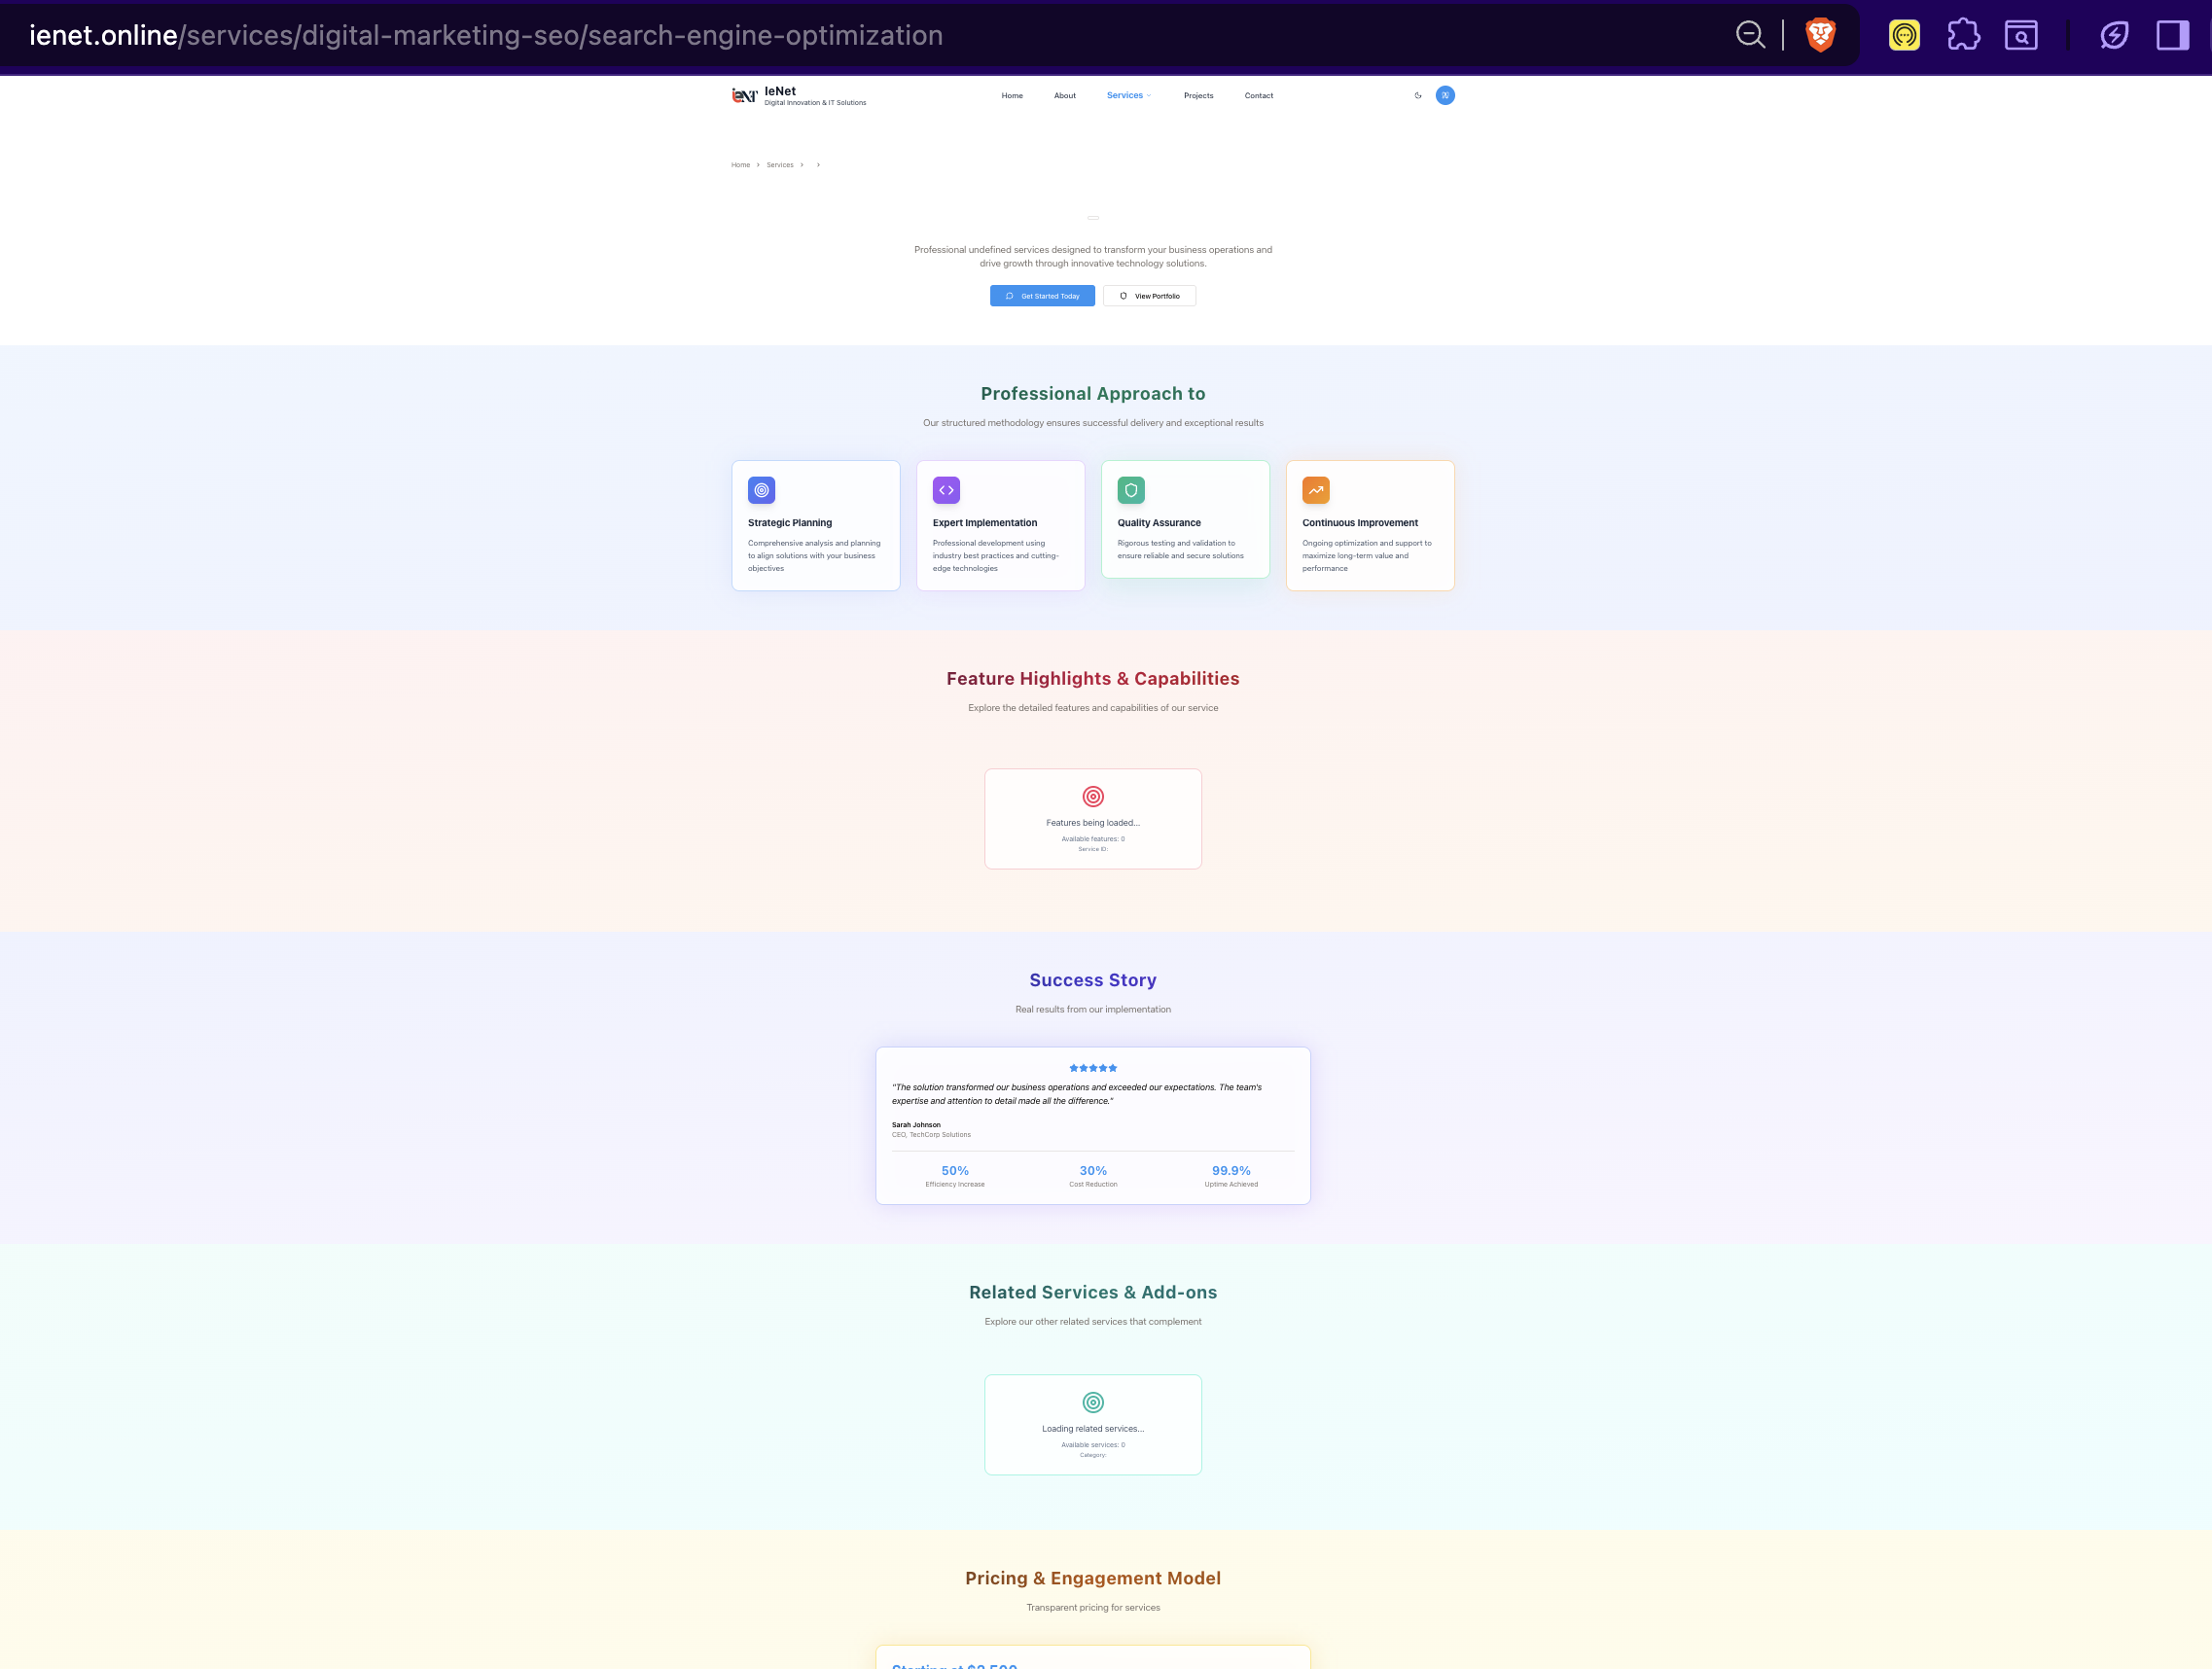 ienet.online/services/digital-marketing-seo/search-engine-optimization
IeNet
Digital Innovation & IT Solutions
Home
About
Services
Projects
Contact
Home > Services > >
Professional undefined services designed to transform your business operations and
drive growth through innovative technology solutions.
Get Started Today
View Portfolio
Professional Approach to
Our structured methodology ensures successful delivery and exceptional results
Strategic Planning
Comprehensive analysis and planning
to align solutions with your business
objectives
Expert Implementation
Professional development using
industry best practices and cutting-
edge technologies
Quality Assurance
Rigorous testing and validation to
ensure reliable and secure solutions
Continuous Improvement
Ongoing optimization and support to
maximize long-term value and
performance
Feature Highlights & Capabilities
Explore the detailed features and capabilities of our service
Features being loaded...
Available features: 0
Service ID:
Success Story
Real results from our implementation
"The solution transformed our business operations and exceeded our expectations. The team's
expertise and attention to detail made all the difference."
Sarah Johnson
CEO, TechCorp Solutions
50%
Efficiency Increase
30%
Cost Reduction
99.9%
Uptime Achieved
Related Services & Add-ons
Explore our other related services that complement
Loading related services...
Available services: 0
Category:
Pricing & Engagement Model
Transparent pricing for services
Starting at $2,500